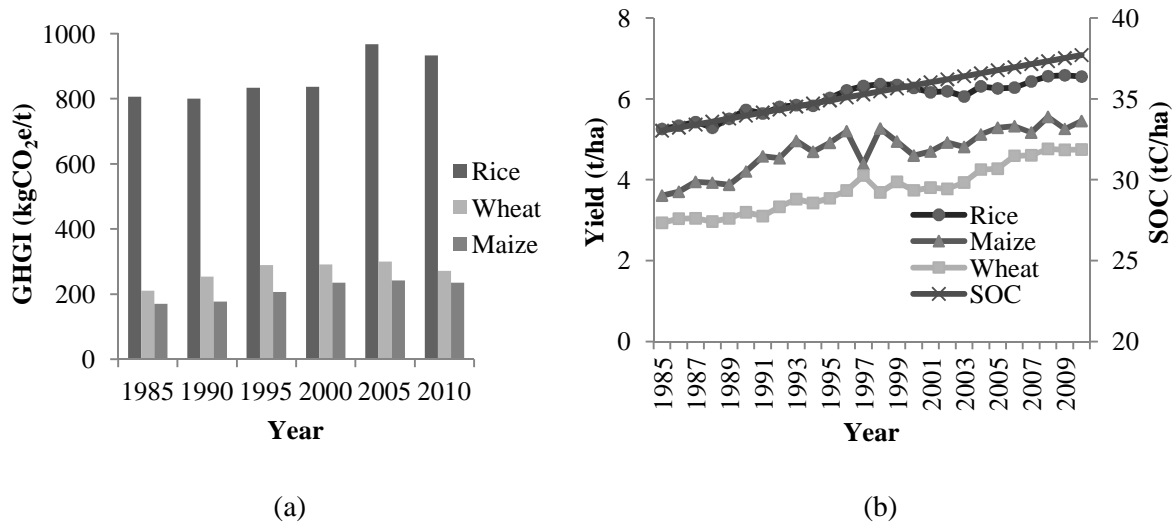 1000
800
600
400
200
0
GHGI (kgCO₂e/t)
1985 1990 1995 2000 2005 2010
Year
Rice
Wheat
Maize
(a)
8
6
4
2
0
Yield (t/ha)
40
35
30
25
20
SOC (tC/ha)
Rice
Maize
Wheat
SOC
1985
1987
1989
1991
1993
1995
1997
1999
2001
2003
2005
2007
2009
Year
(b)